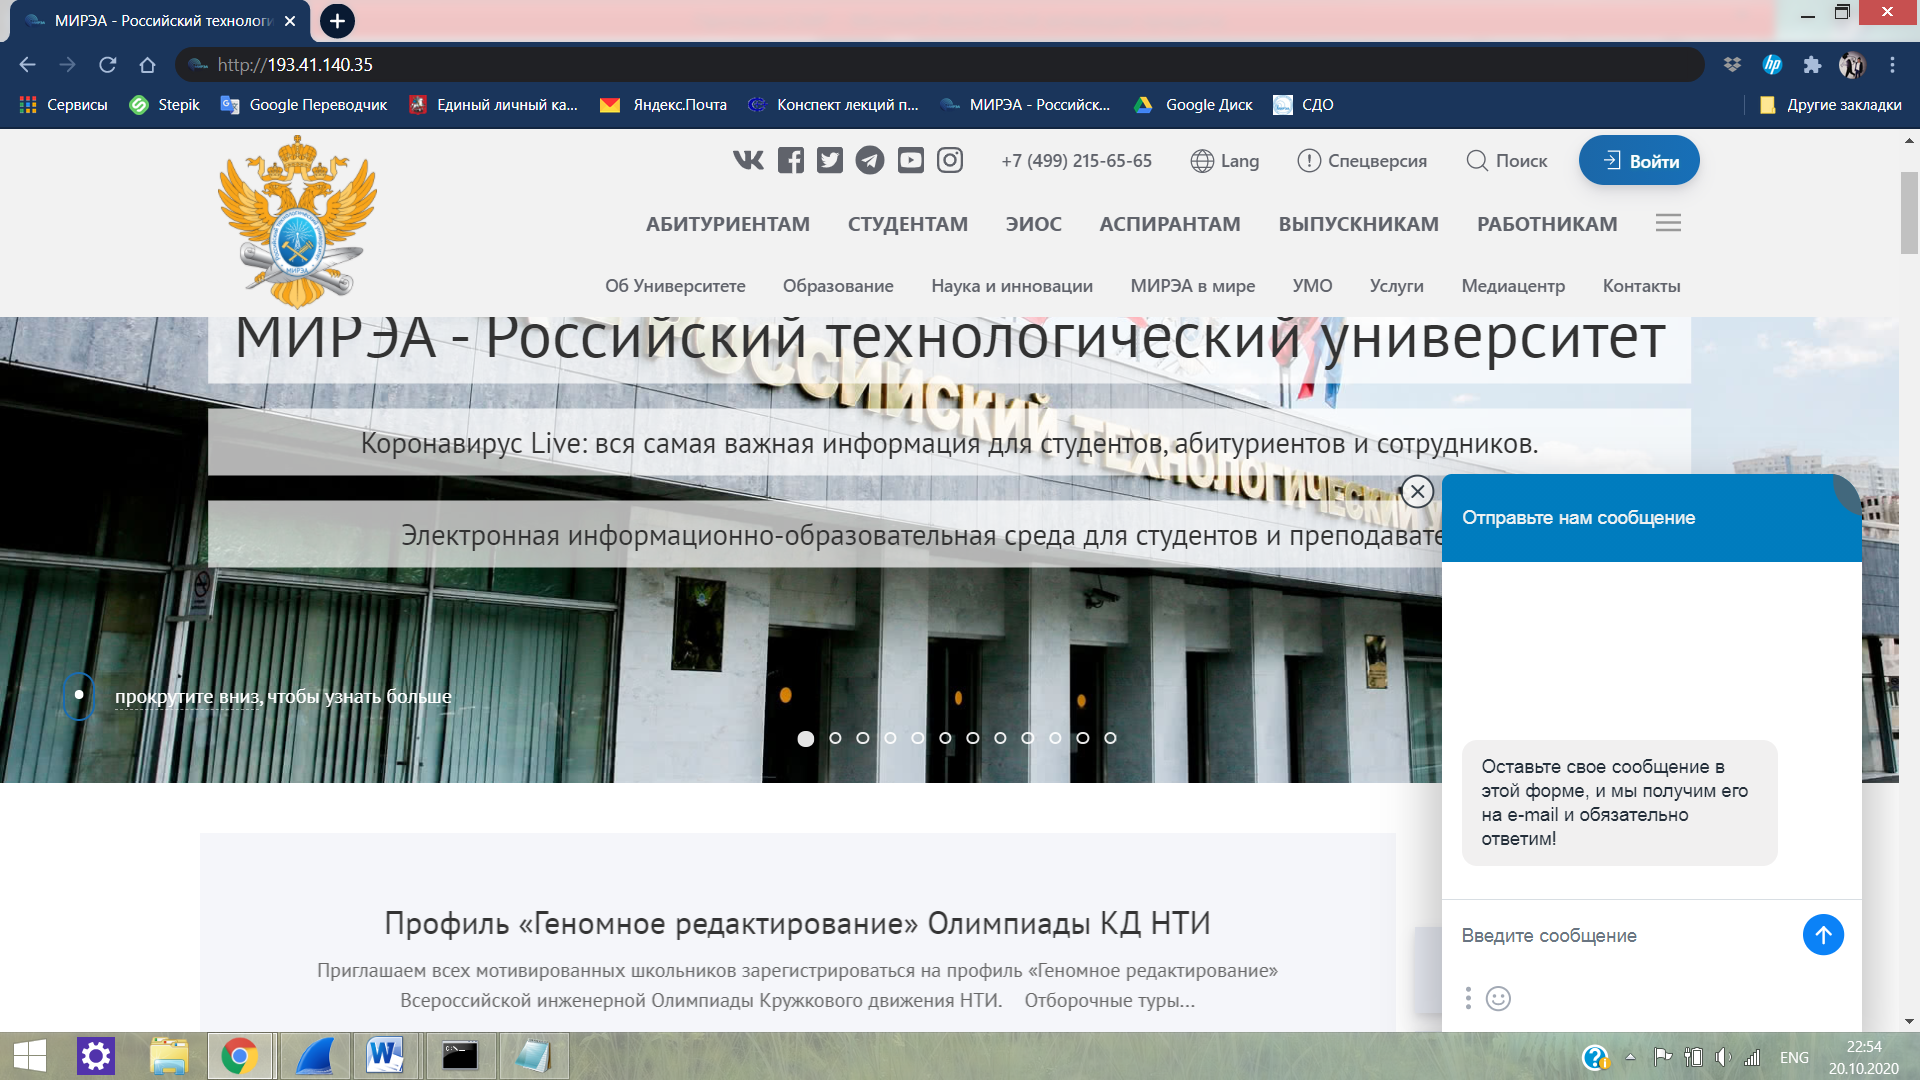 МИРЭА - Российский технологи
http://193.41.140.35
Сервисы
Stepik
Google Переводчик
Единый личный ка...
Яндекс.Почта
Конспект лекций п...
МИРЭА - Российск...
Google Диск
СДО
Другие закладки
+7 (499) 215-65-65
Lang
Спецверсия
Поиск
Войти
АБИТУРИЕНТАМ
СТУДЕНТАМ
ЭИОС
АСПИРАНТАМ
ВЫПУСКНИКАМ
РАБОТНИКАМ
Об Университете
Образование
Наука и инновации
МИРЭА в мире
УМО
Услуги
Медиацентр
Контакты
МИРЭА
МИРЭА - Российский технологический университет
РОССИЙСКИЙ ТЕХНОЛОГИЧЕСКИЙ
Коронавирус Live: вся самая важная информация для студентов, абитуриентов и сотрудников.
Электронная информационно-образовательная среда для студентов и преподавате
прокрутите вниз, чтобы узнать больше
Профиль «Геномное редактирование» Олимпиады КД НТИ
Приглашаем всех мотивированных школьников зарегистрироваться на профиль «Геномное редактирование»
Всероссийской инженерной Олимпиады Кружкового движения НТИ. Отборочные туры...
Отправьте нам сообщение
Оставьте свое сообщение в
этой форме, и мы получим его
на e-mail и обязательно
ответим!
Введите сообщение
ENG
22:54
20.10.2020